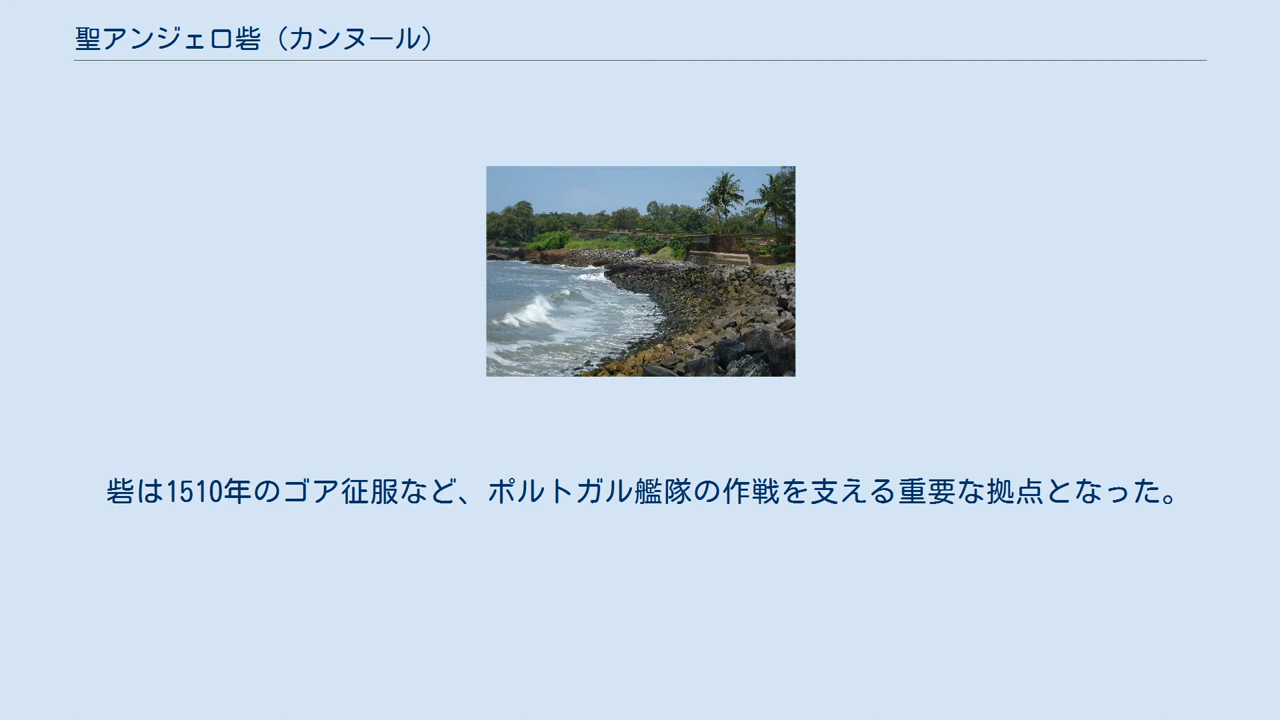 聖アンジェロ砦（カンヌール）
砦は1510年のゴア征服など、ポルトガル艦隊の作戦を支える重要な拠点となった。